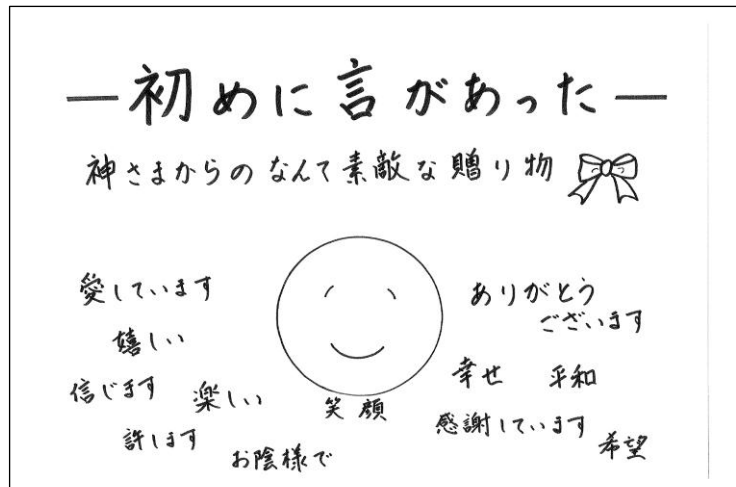 —初めに言があった—
神さまからのなんて素敵な贈り物
愛しています
嬉しい
信じます
楽しい
許します
お陰様で
笑顔
ありがとう
ございます
幸せ
平和
感謝しています
希望